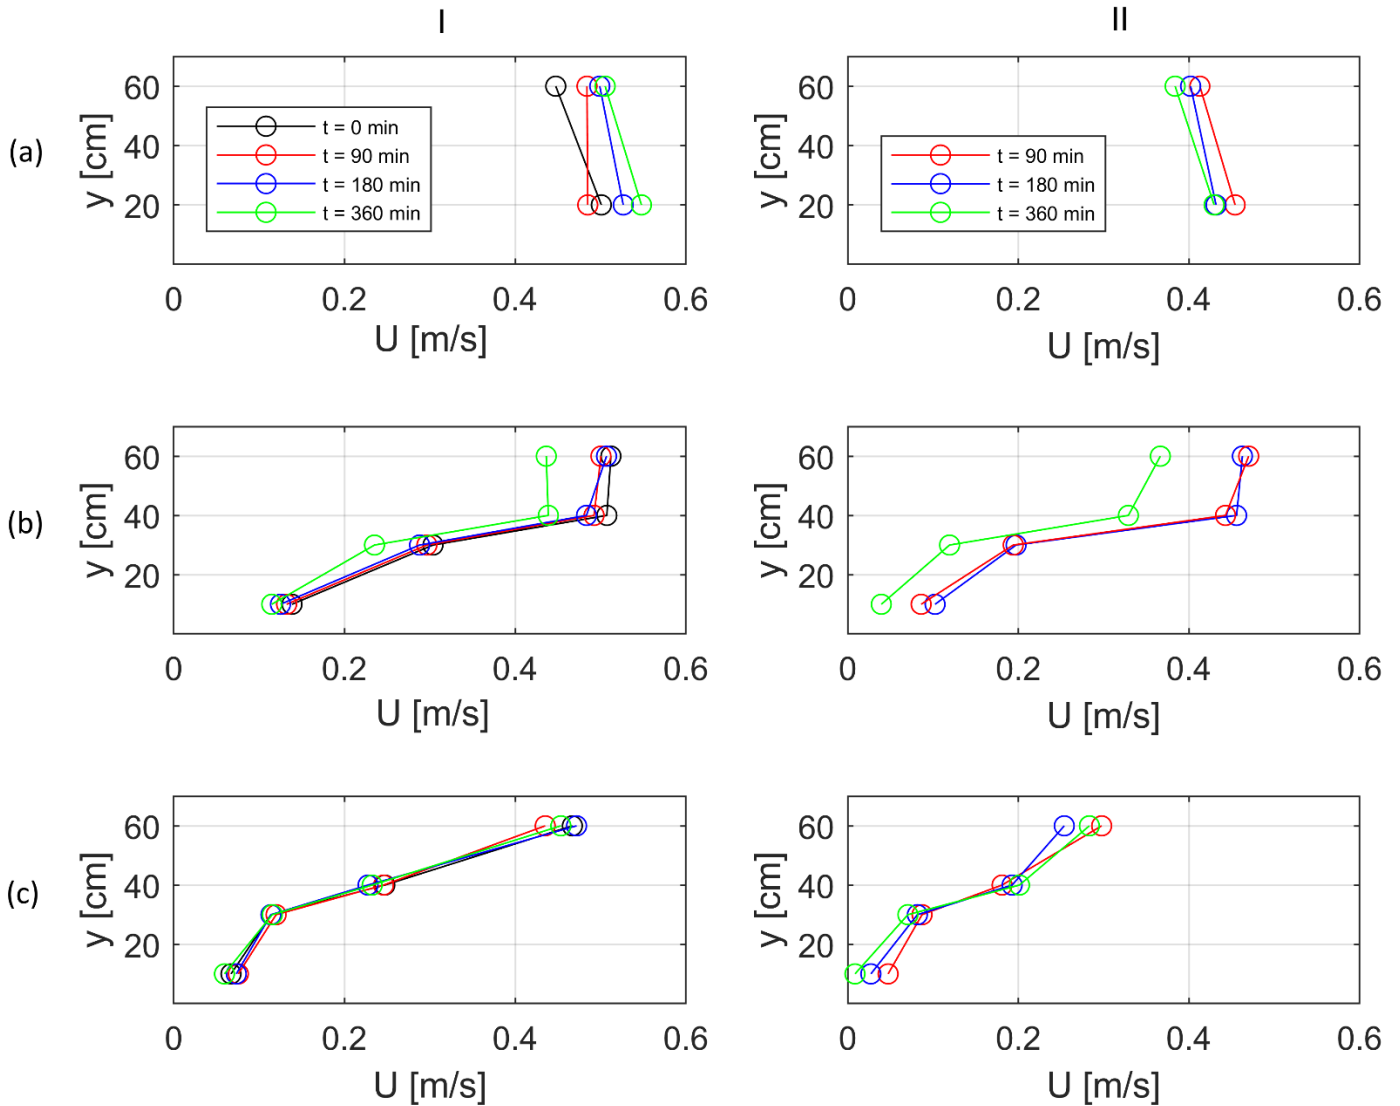 I
II
(a)
60
40
20
y [cm]
t = 0 min
t = 90 min
t = 180 min
t = 360 min
0 0.2 0.4 0.6
U [m/s]
60
40
20
y [cm]
t = 90 min
t = 180 min
t = 360 min
0 0.2 0.4 0.6
U [m/s]
(b)
60
40
20
y [cm]
0 0.2 0.4 0.6
U [m/s]
60
40
20
y [cm]
0 0.2 0.4 0.6
U [m/s]
(c)
60
40
20
y [cm]
0 0.2 0.4 0.6
U [m/s]
60
40
20
y [cm]
0 0.2 0.4 0.6
U [m/s]